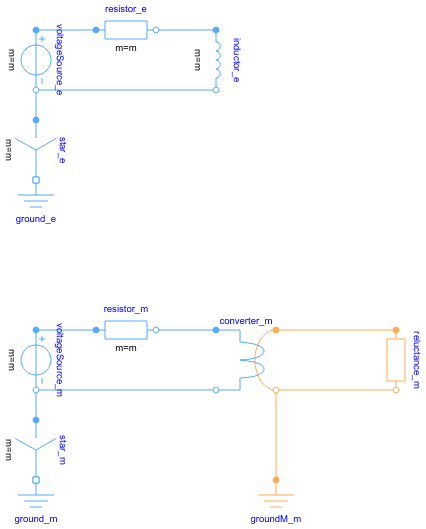 resistor_e
m=m
voltageSource_e
+
-
m=m
inductor_e
m=m
star_e
m=m
ground_e
resistor_m
m=m
voltageSource_m
+
-
m=m
converter_m
reluctance_m
star_m
m=m
ground_m
groundM_m